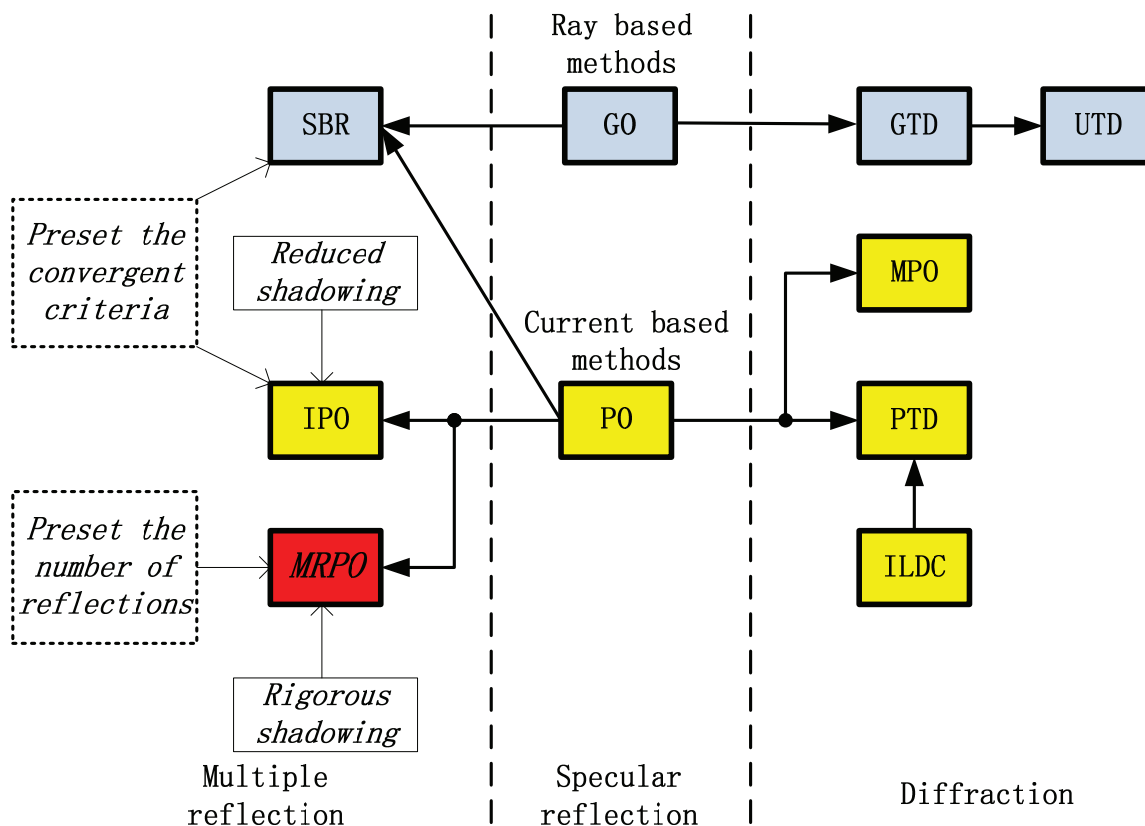 Ray based
methods
SBR
GO
GTD
UTD
Preset the
convergent
criteria
Reduced
shadowing
MPO
Current based
methods
IPO
PO
PTD
Preset the
number of
reflections
MRPO
ILDC
Rigorous
shadowing
Multiple
reflection
Specular
reflection
Diffraction